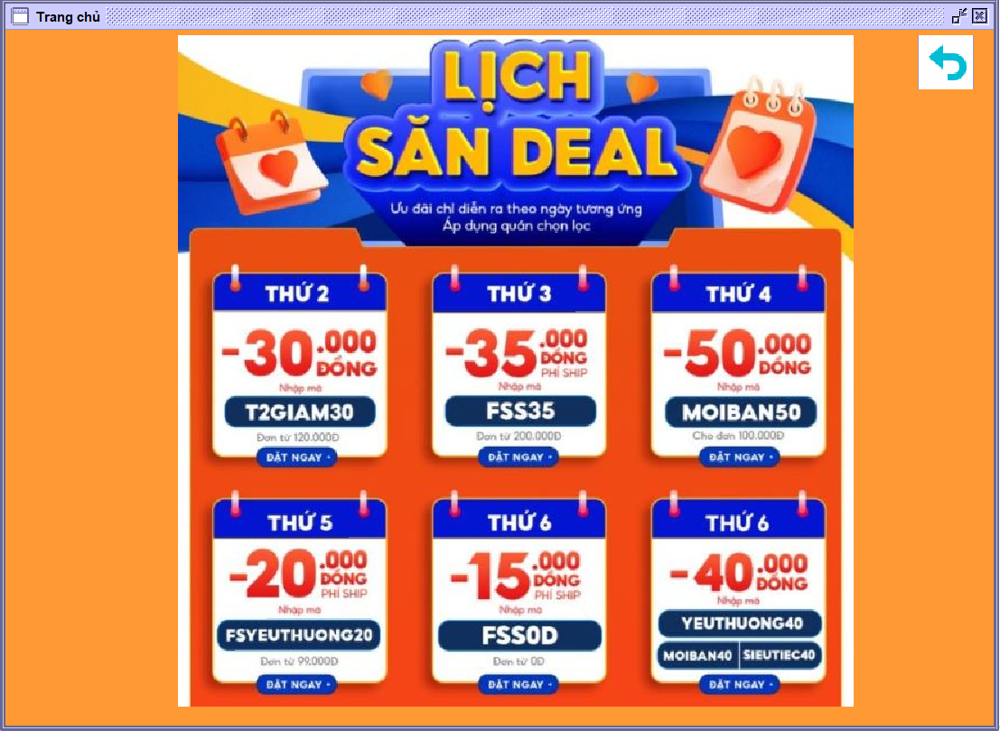 Trang chủ
LỊCH
SĂN DEAL
Ưu đãi chỉ diễn ra theo ngày tương ứng
Áp dụng quán chọn lọc
THỨ 2
-30.000
ĐỒNG
Nhập mã
T2GIAM30
Đơn từ 120.000Đ
ĐẶT NGAY
THỨ 3
-35.000
ĐỒNG
PHÍ SHIP
Nhập mã
FSS35
Đơn từ 200.000Đ
ĐẶT NGAY
THỨ 4
-50.000
ĐỒNG
Nhập mã
MOIBAN50
Cho đơn 100.000Đ
ĐẶT NGAY
THỨ 5
-20.000
ĐỒNG
PHÍ SHIP
Nhập mã
FSYEUTHUONG20
Đơn từ 99.000Đ
ĐẶT NGAY
THỨ 6
-15.000
ĐỒNG
PHÍ SHIP
Nhập mã
FSS0D
Đơn từ 0Đ
ĐẶT NGAY
THỨ 6
-40.000
ĐỒNG
Nhập mã
YEUTHUONG40
MOIBAN40 SIEUTIEC40
ĐẶT NGAY